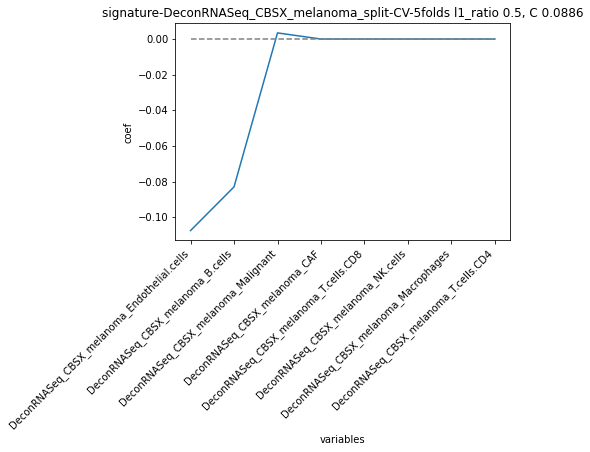 signature-DeconRNASeq_CBSX_melanoma_split-CV-5folds l1_ratio 0.5, C 0.0886
0.00
−0.02
−0.04
−0.06
−0.08
−0.10
coef
DeconRNASeq_CBSX_melanoma_Endothelial.cells
DeconRNASeq_CBSX_melanoma_B.cells
DeconRNASeq_CBSX_melanoma_Malignant
DeconRNASeq_CBSX_melanoma_CAF
DeconRNASeq_CBSX_melanoma_T.cells.CD8
DeconRNASeq_CBSX_melanoma_NK.cells
DeconRNASeq_CBSX_melanoma_Macrophages
DeconRNASeq_CBSX_melanoma_T.cells.CD4
variables